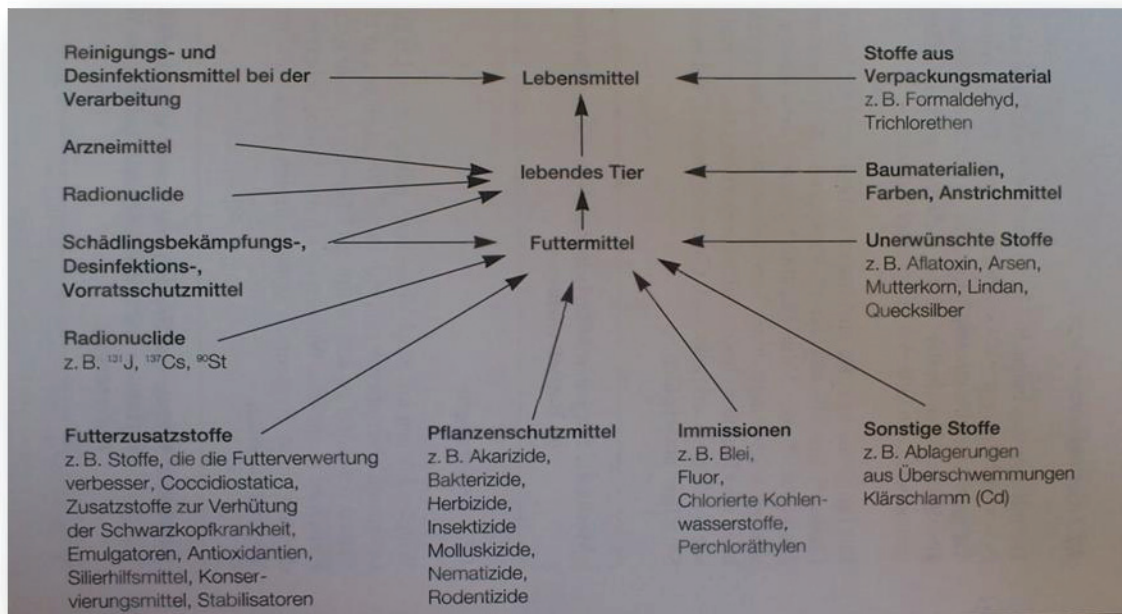 Reinigungs- und
Desinfektionsmittel bei der
Verarbeitung
Arzneimittel
Radionuclide
Schädlingsbekämpfungs-,
Desinfektions-,
Vorratsschutzmittel
Radionuclide
z. B. ¹³¹J, ¹³⁷Cs, ⁹⁰St
Lebensmittel
lebendes Tier
Futtermittel
Stoffe aus
Verpackungsmaterial
z. B. Formaldehyd,
Trichlorethen
Baumaterialien,
Farben, Anstrichmittel
Unerwünschte Stoffe
z. B. Aflatoxin, Arsen,
Mutterkorn, Lindan,
Quecksilber
Futterzusatzstoffe
z. B. Stoffe, die die Futterverwertung
verbesser, Coccidiostatica,
Zusatzstoffe zur Verhütung
der Schwarzkopfkrankheit,
Emulgatoren, Antioxidantien,
Silierhilfsmittel, Konser-
vierungsmittel, Stabilisatoren
Pflanzenschutzmittel
z. B. Akarizide,
Bakterizide,
Herbizide,
Insektizide
Molluskizide,
Nematizide,
Rodentizide
Immissionen
z. B. Blei,
Fluor,
Chlorierte Kohlen-
wasserstoffe,
Perchloräthylen
Sonstige Stoffe
z. B. Ablagerungen
aus Überschwemmungen
Klärschlamm (Cd)